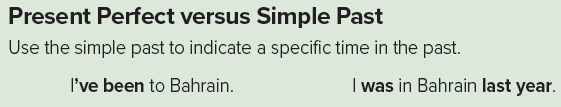 Present Perfect versus Simple Past
Use the simple past to indicate a specific time in the past.
I've been to Bahrain. I was in Bahrain last year.